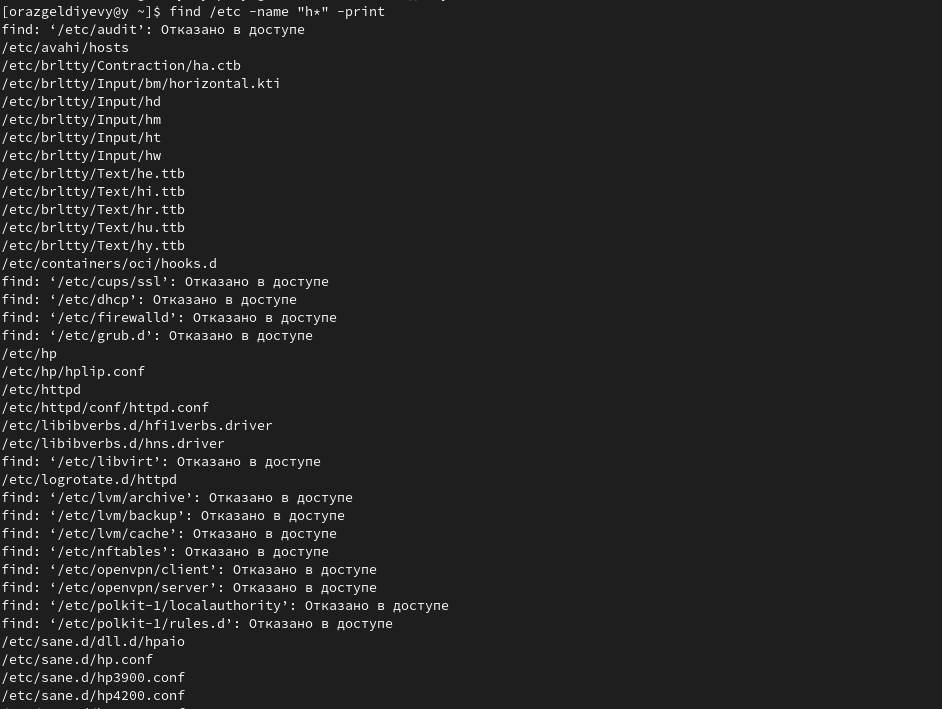 [orazgeldiyevy@y ~]$ find /etc -name "h*" -print
find: ‘/etc/audit’: Отказано в доступе
/etc/avahi/hosts
/etc/brltty/Contraction/ha.ctb
/etc/brltty/Input/bm/horizontal.kti
/etc/brltty/Input/hd
/etc/brltty/Input/hm
/etc/brltty/Input/ht
/etc/brltty/Input/hw
/etc/brltty/Text/he.ttb
/etc/brltty/Text/hi.ttb
/etc/brltty/Text/hr.ttb
/etc/brltty/Text/hu.ttb
/etc/brltty/Text/hy.ttb
/etc/containers/oci/hooks.d
find: ‘/etc/cups/ssl’: Отказано в доступе
find: ‘/etc/dhcp’: Отказано в доступе
find: ‘/etc/firewalld’: Отказано в доступе
find: ‘/etc/grub.d’: Отказано в доступе
/etc/hp
/etc/hp/hplip.conf
/etc/httpd
/etc/httpd/conf/httpd.conf
/etc/libibverbs.d/hfi1verbs.driver
/etc/libibverbs.d/hns.driver
find: ‘/etc/libvirt’: Отказано в доступе
/etc/logrotate.d/httpd
find: ‘/etc/lvm/archive’: Отказано в доступе
find: ‘/etc/lvm/backup’: Отказано в доступе
find: ‘/etc/lvm/cache’: Отказано в доступе
find: ‘/etc/nftables’: Отказано в доступе
find: ‘/etc/openvpn/client’: Отказано в доступе
find: ‘/etc/openvpn/server’: Отказано в доступе
find: ‘/etc/polkit-1/localauthority’: Отказано в доступе
find: ‘/etc/polkit-1/rules.d’: Отказано в доступе
/etc/sane.d/dll.d/hpaio
/etc/sane.d/hp.conf
/etc/sane.d/hp3900.conf
/etc/sane.d/hp4200.conf